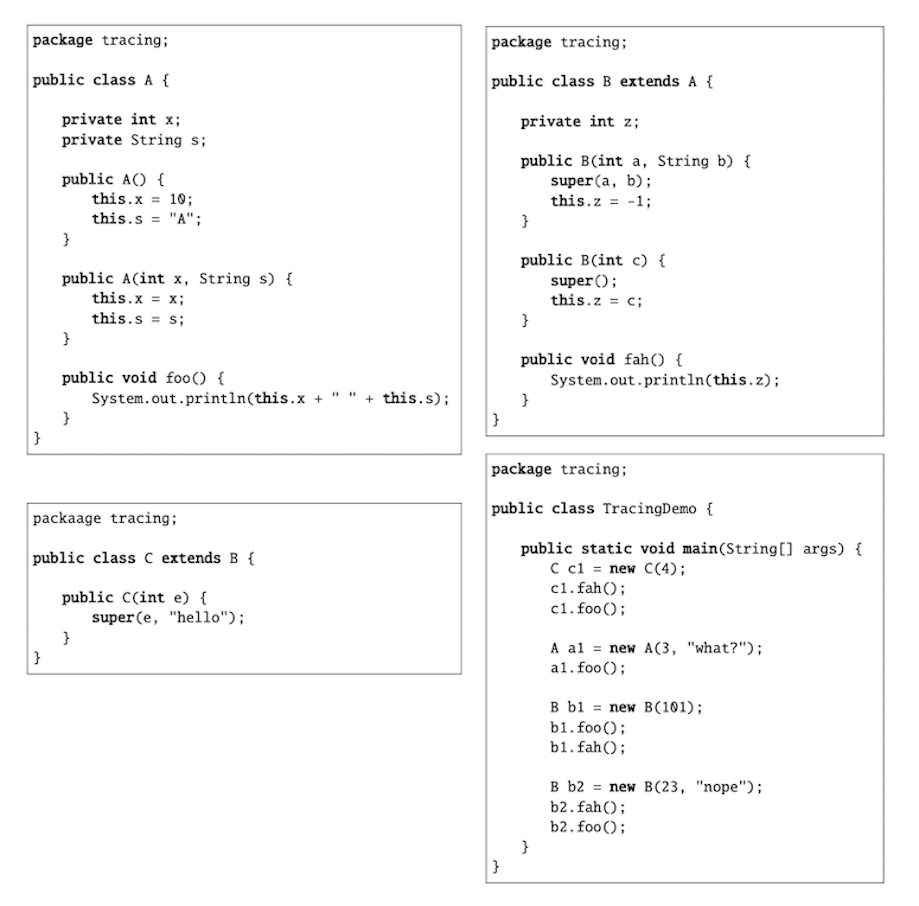 package tracing;
public class A {
private int x;
private String s;
public A() {
this.x = 10;
this.s = "A";
}
public A(int x, String s) {
this.x = x;
this.s = s;
}
public void foo() {
System.out.println(this.x + " " + this.s);
}
}
package tracing;
public class B extends A {
private int z;
public B(int a, String b) {
super(a, b);
this.z = -1;
}
public B(int c) {
super();
this.z = c;
}
public void fah() {
System.out.println(this.z);
}
}
packaage tracing;
public class C extends B {
public C(int e) {
super(e, "hello");
}
}
package tracing;
public class TracingDemo {
public static void main(String[] args) {
C c1 = new C(4);
c1.fah();
c1.foo();
A a1 = new A(3, "what?");
a1.foo();
B b1 = new B(101);
b1.foo();
b1.fah();
B b2 = new B(23, "nope");
b2.fah();
b2.foo();
}
}